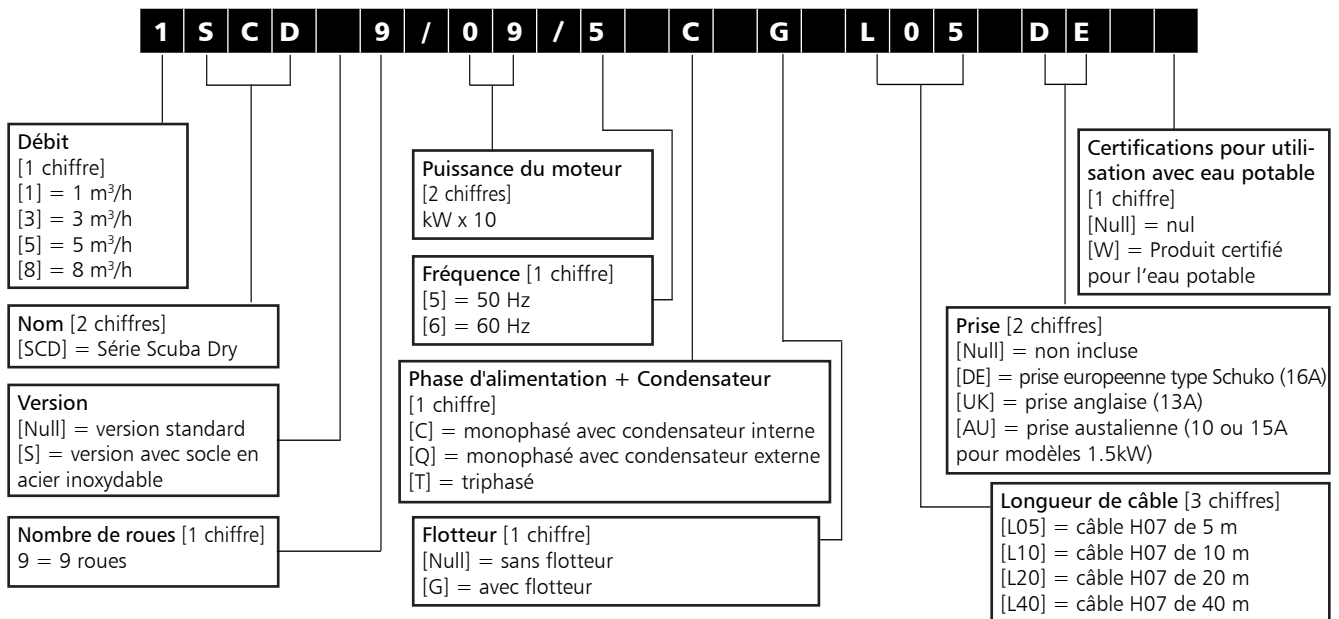 1 S C D 9 / 0 9 / 5 C G L 0 5 D E
Débit
[1 chiffre]
[1] = 1 m³/h
[3] = 3 m³/h
[5] = 5 m³/h
[8] = 8 m³/h
Nom [2 chiffres]
[SCD] = Série Scuba Dry
Version
[Null] = version standard
[S] = version avec socle en
acier inoxydable
Nombre de roues [1 chiffre]
9 = 9 roues
Puissance du moteur
[2 chiffres]
kW x 10
Fréquence [1 chiffre]
[5] = 50 Hz
[6] = 60 Hz
Phase d'alimentation + Condensateur
[1 chiffre]
[C] = monophasé avec condensateur interne
[Q] = monophasé avec condensateur externe
[T] = triphasé
Flotteur [1 chiffre]
[Null] = sans flotteur
[G] = avec flotteur
Certifications pour utili-
sation avec eau potable
[1 chiffre]
[Null] = nul
[W] = Produit certifié
pour l'eau potable
Prise [2 chiffres]
[Null] = non incluse
[DE] = prise europeenne type Schuko (16A)
[UK] = prise anglaise (13A)
[AU] = prise austalienne (10 ou 15A
pour modèles 1.5kW)
Longueur de câble [3 chiffres]
[L05] = câble H07 de 5 m
[L10] = câble H07 de 10 m
[L20] = câble H07 de 20 m
[L40] = câble H07 de 40 m